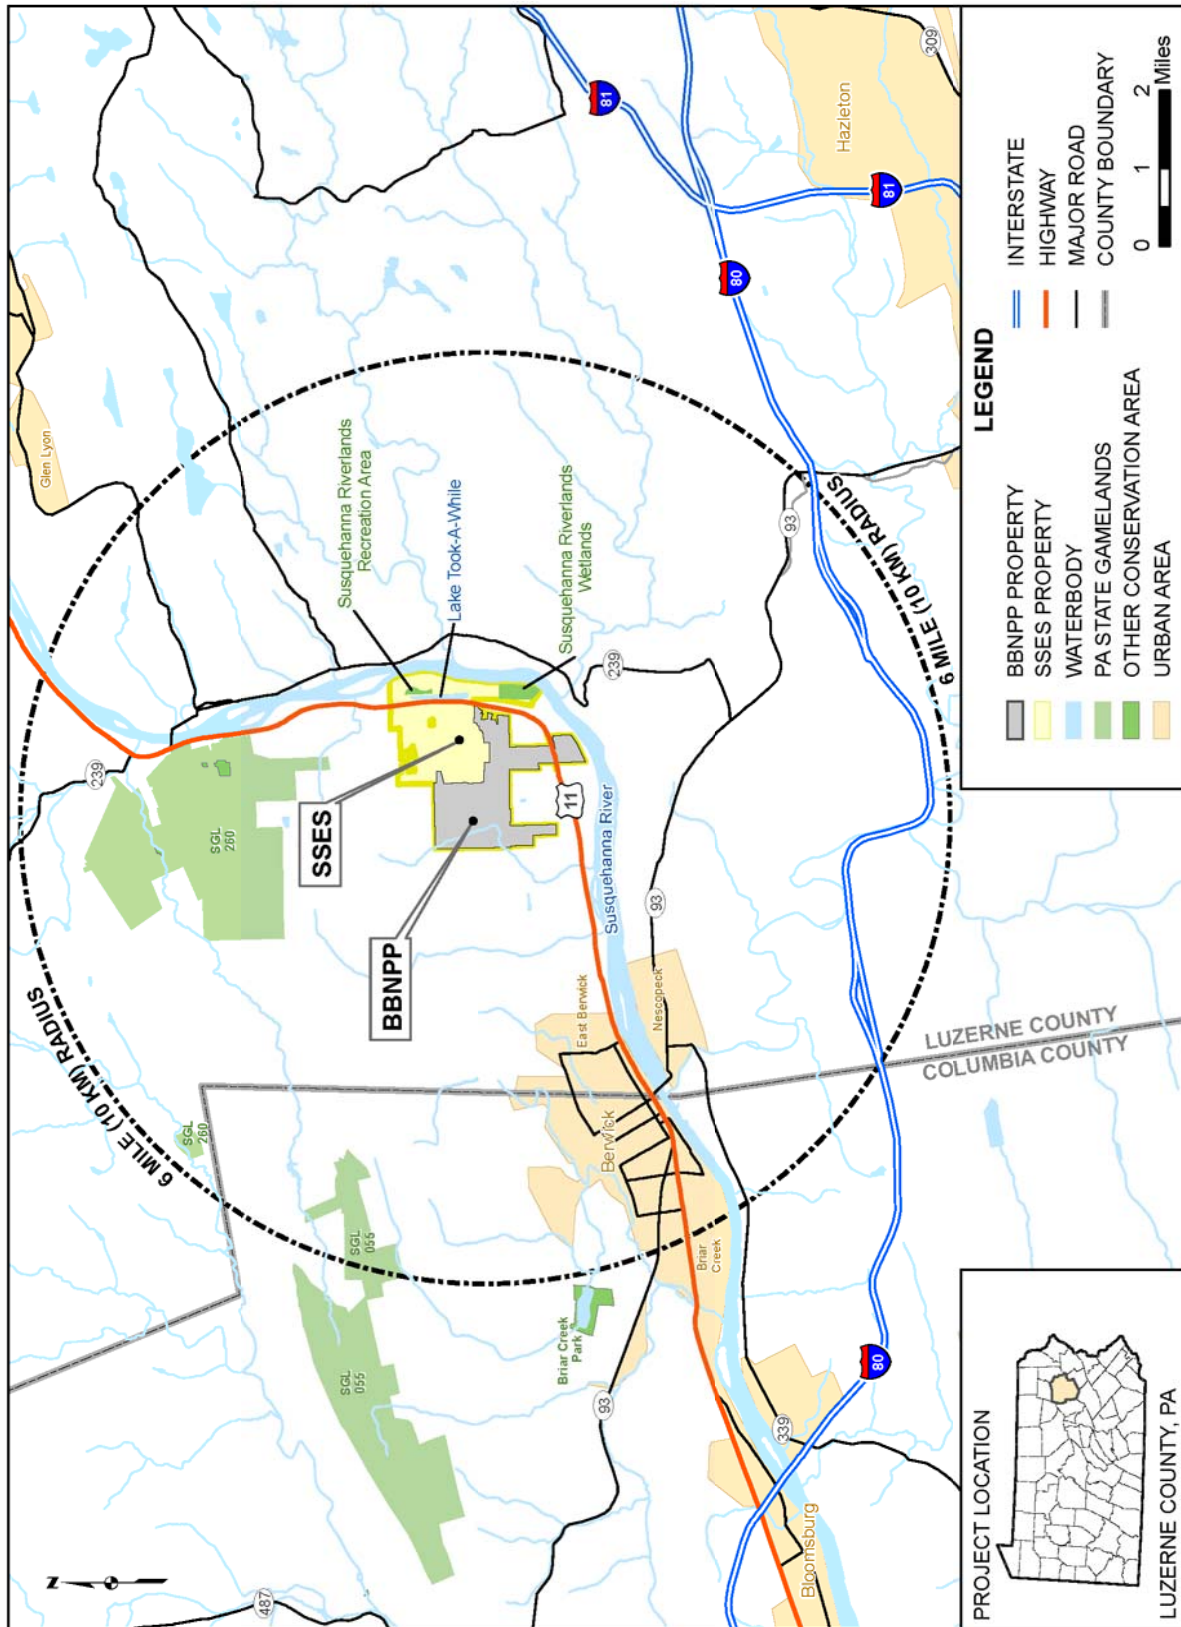 Glen Lyon
Susquehanna Riverlands
Recreation Area
Lake Took-A-While
Susquehanna Riverlands
Wetlands
239
SGL
260
SSES
BBNPP
11
Susquehanna River
239
93
93
81
81
80
Hazleton
309
6 MILE (10 KM) RADIUS
6 MILE (10 KM) RADIUS
SGL
260
SGL
055
SGL
055
East Berwick
Nescopeck
Berwick
Briar
Creek
Briar Creek
Park
93
339
80
Bloomsburg
487
N
LUZERNE COUNTY
COLUMBIA COUNTY
PROJECT LOCATION
LUZERNE COUNTY, PA
LEGEND
BBNPP PROPERTY
SSES PROPERTY
WATERBODY
PA STATE GAMELANDS
OTHER CONSERVATION AREA
URBAN AREA
INTERSTATE
HIGHWAY
MAJOR ROAD
COUNTY BOUNDARY
0 1 2
Miles